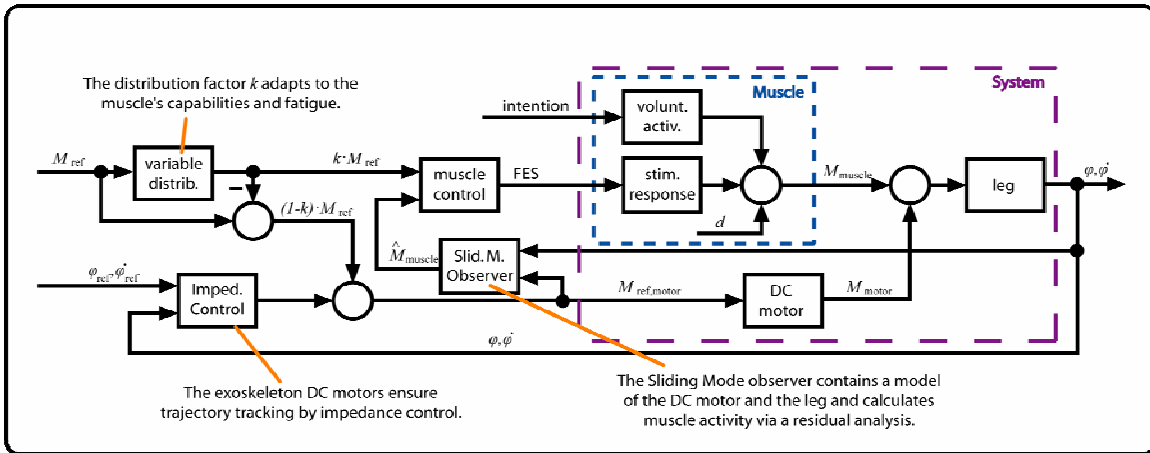 The distribution factor k adapts to the
muscle's capabilities and fatigue.
System
Muscle
intention
volunt.
activ.
M ref
variable
distrib.
k·M ref
muscle
control
FES
stim.
response
M muscle
leg
φ, φ̇
–
(1-k)·M ref
d
M̂ muscle
Slid. M.
Observer
φ ref, φ̇ ref
Imped.
Control
M ref,motor
DC
motor
M motor
φ, φ̇
The exoskeleton DC motors ensure
trajectory tracking by impedance control.
The Sliding Mode observer contains a model
of the DC motor and the leg and calculates
muscle activity via a residual analysis.